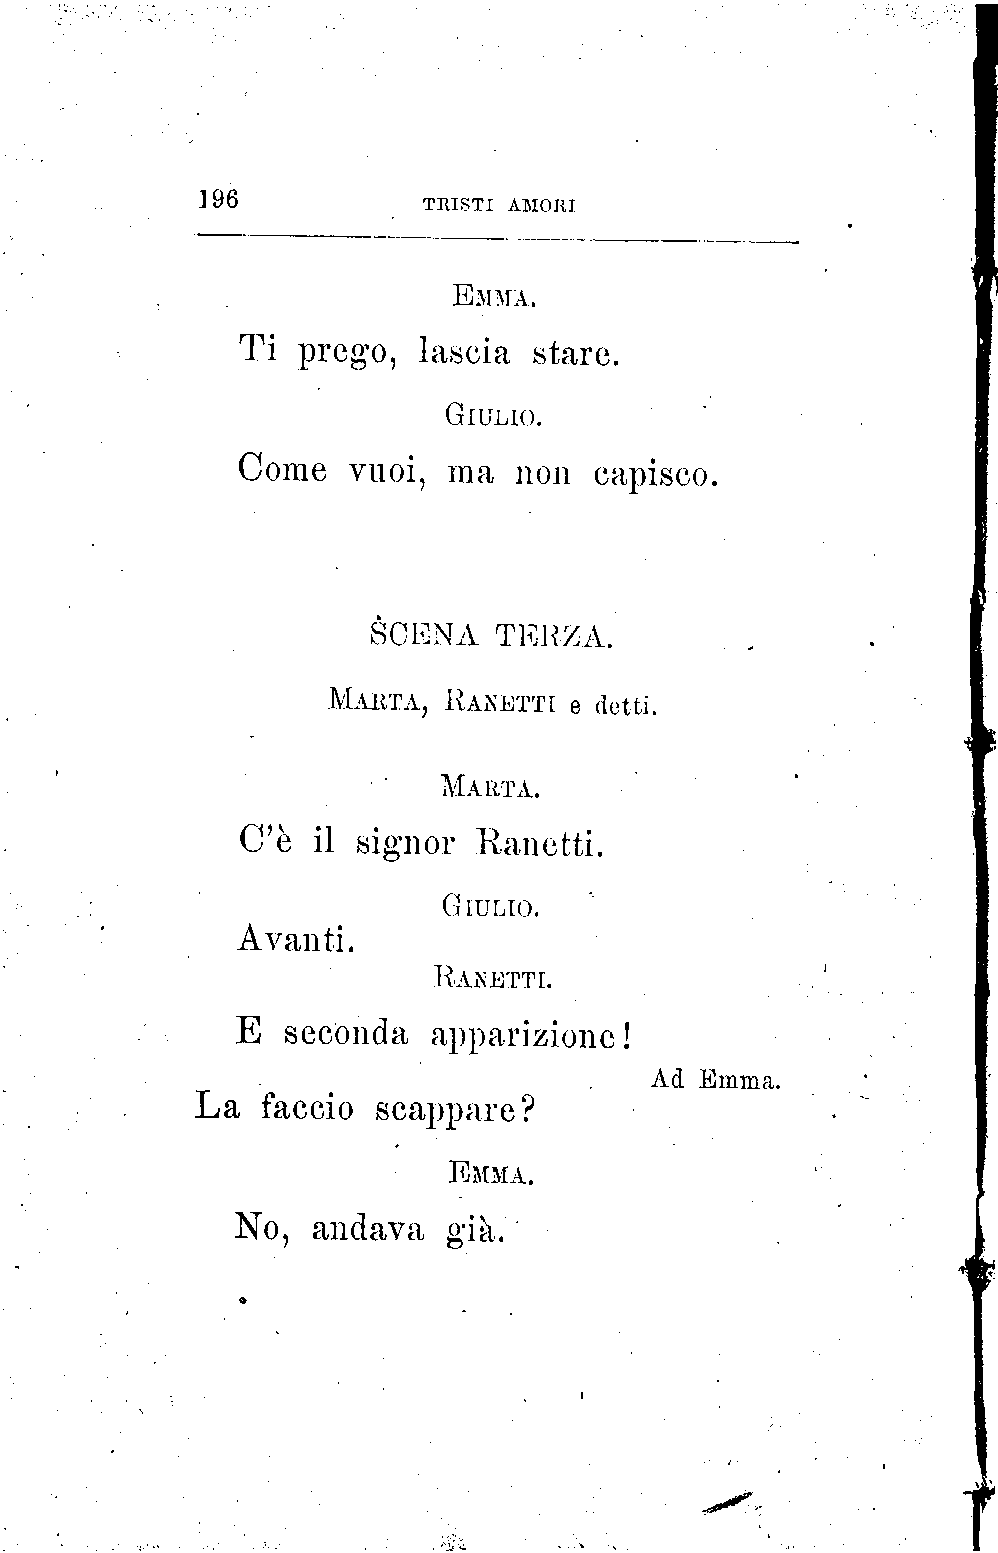 196 TRISTI AMORI
EMMA.
Ti prego, lascia stare.
GIULIO.
Come vuoi, ma non capisco.
SCENA TERZA.
MARTA, RANETTI e detti.
MARTA.
C'è il signor Ranetti.
GIULIO.
Avanti.
RANETTI.
E seconda apparizione!
Ad Emma.
La faccio scappare?
EMMA.
No, andava già.